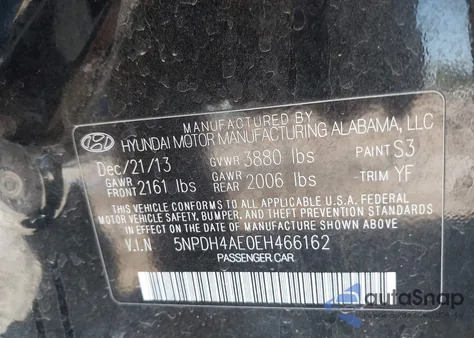 MANUFACTURED BY
HYUNDAI MOTOR MANUFACTURING ALABAMA, LLC
Dec/21/13 GVWR 3880 lbs PAINT S3
GAWR FRONT 2161 lbs GAWR REAR 2006 lbs TRIM YF
THIS VEHICLE CONFORMS TO ALL APPLICABLE U.S.A. FEDERAL
MOTOR VEHICLE SAFETY, BUMPER, AND THEFT PREVENTION STANDARDS
IN EFFECT ON THE DATE OF MANUFACTURE SHOWN ABOVE.
V.I.N 5NPDH4AE0EH466162
PASSENGER CAR
autoSnap